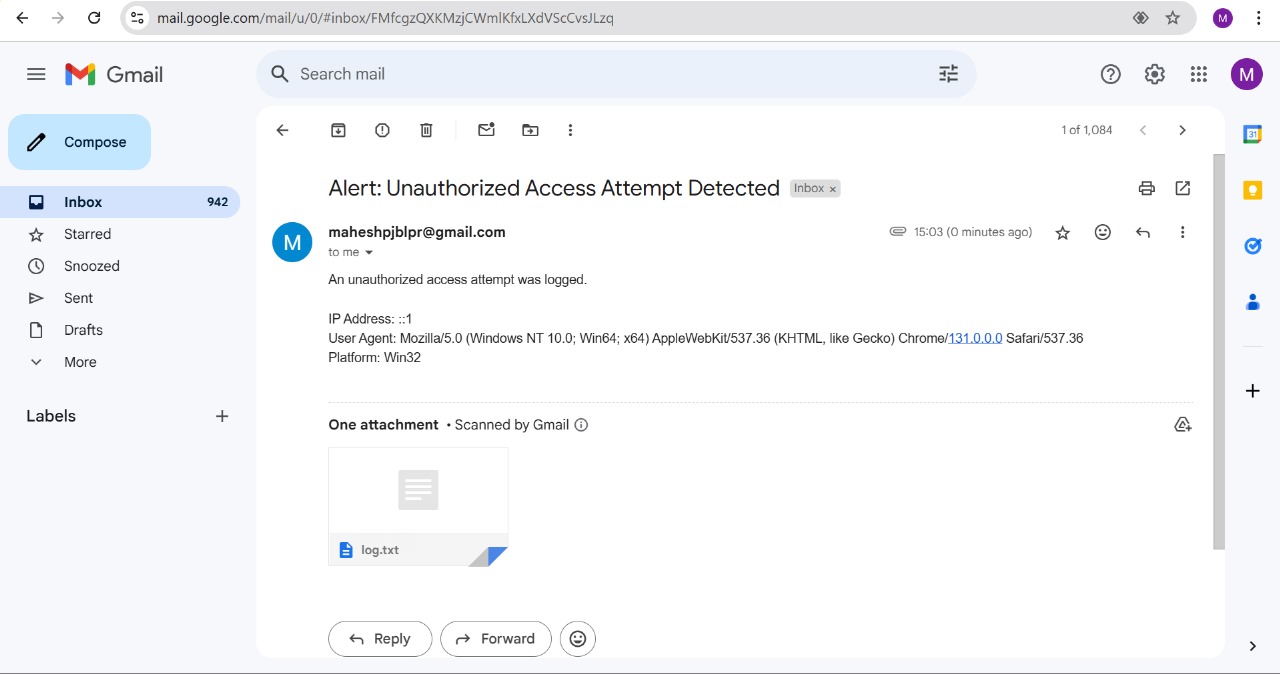 mail.google.com/mail/u/0/#inbox/FMfcgzQXKMzjCWmlKfxLXdVScCvsJLzq
M
Gmail
Search mail
M
Compose
1 of 1,084
31
Alert: Unauthorized Access Attempt Detected
Inbox ×
Inbox 942
Starred
Snoozed
Sent
Drafts
More
Labels
M
maheshpjblpr@gmail.com
15:03 (0 minutes ago)
to me
An unauthorized access attempt was logged.
IP Address: ::1
User Agent: Mozilla/5.0 (Windows NT 10.0; Win64; x64) AppleWebKit/537.36 (KHTML, like Gecko) Chrome/131.0.0.0 Safari/537.36
Platform: Win32
One attachment • Scanned by Gmail
log.txt
Reply
Forward